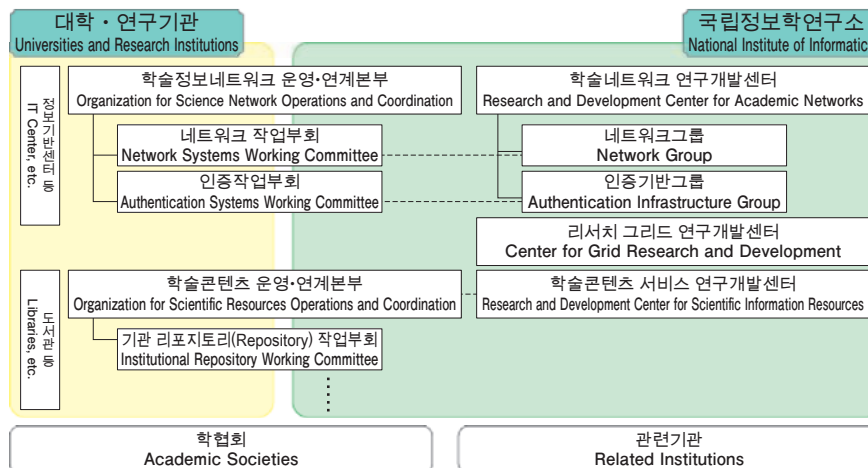 대학・연구기관
Universities and Research Institutions
국립정보학연구소
National Institute of Informatic
정보기반센터 등
IT Center, etc.
학술정보네트워크 운영·연계본부
Organization for Science Network Operations and Coordination
네트워크 작업부회
Network Systems Working Committee
인증작업부회
Authentication Systems Working Committee
학술네트워크 연구개발센터
Research and Development Center for Academic Networks
네트워크그룹
Network Group
인증기반그룹
Authentication Infrastructure Group
리서치 그리드 연구개발센터
Center for Grid Research and Development
도서관 등
Libraries, etc.
학술콘텐츠 운영·연계본부
Organization for Scientific Resources Operations and Coordination
기관 리포지토리(Repository) 작업부회
Institutional Repository Working Committee
학술콘텐츠 서비스 연구개발센터
Research and Development Center for Scientific Information Resources
학협회
Academic Societies
관련기관
Related Institutions